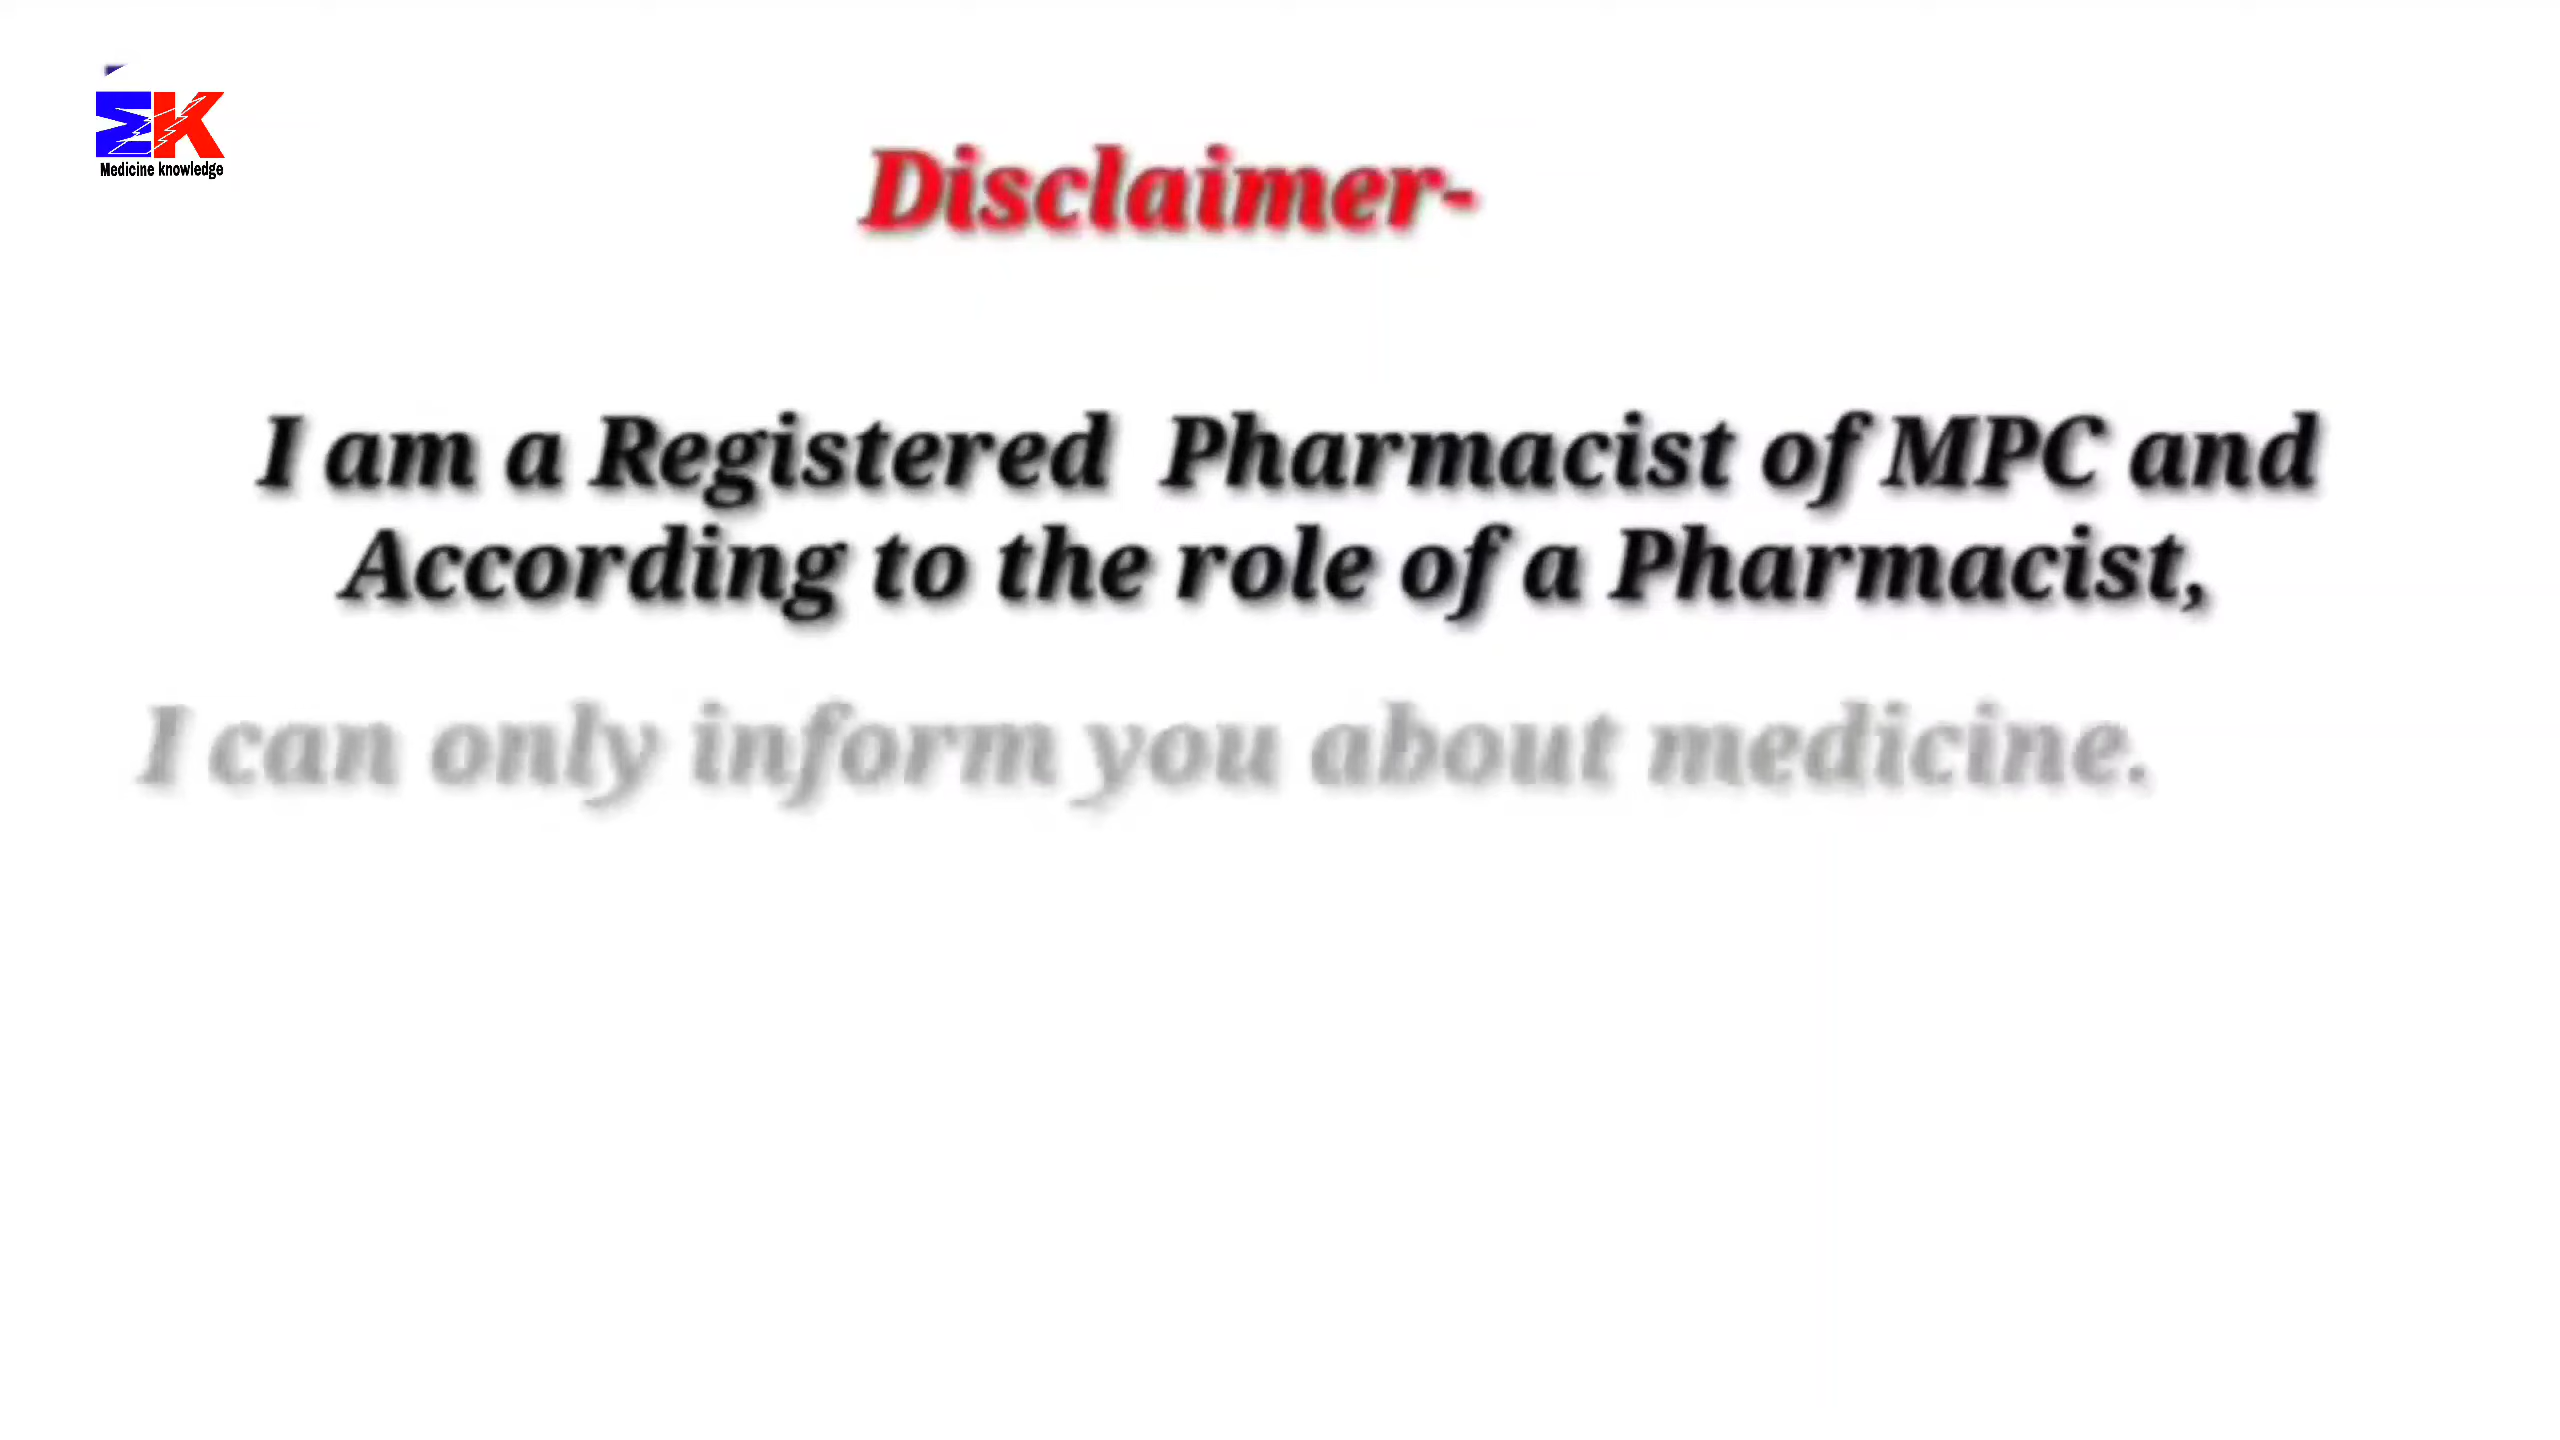 MK
Medicine knowledge
Disclaimer-
I am a Registered Pharmacist of MPC and
According to the role of a Pharmacist,
I can only inform you about medicine.